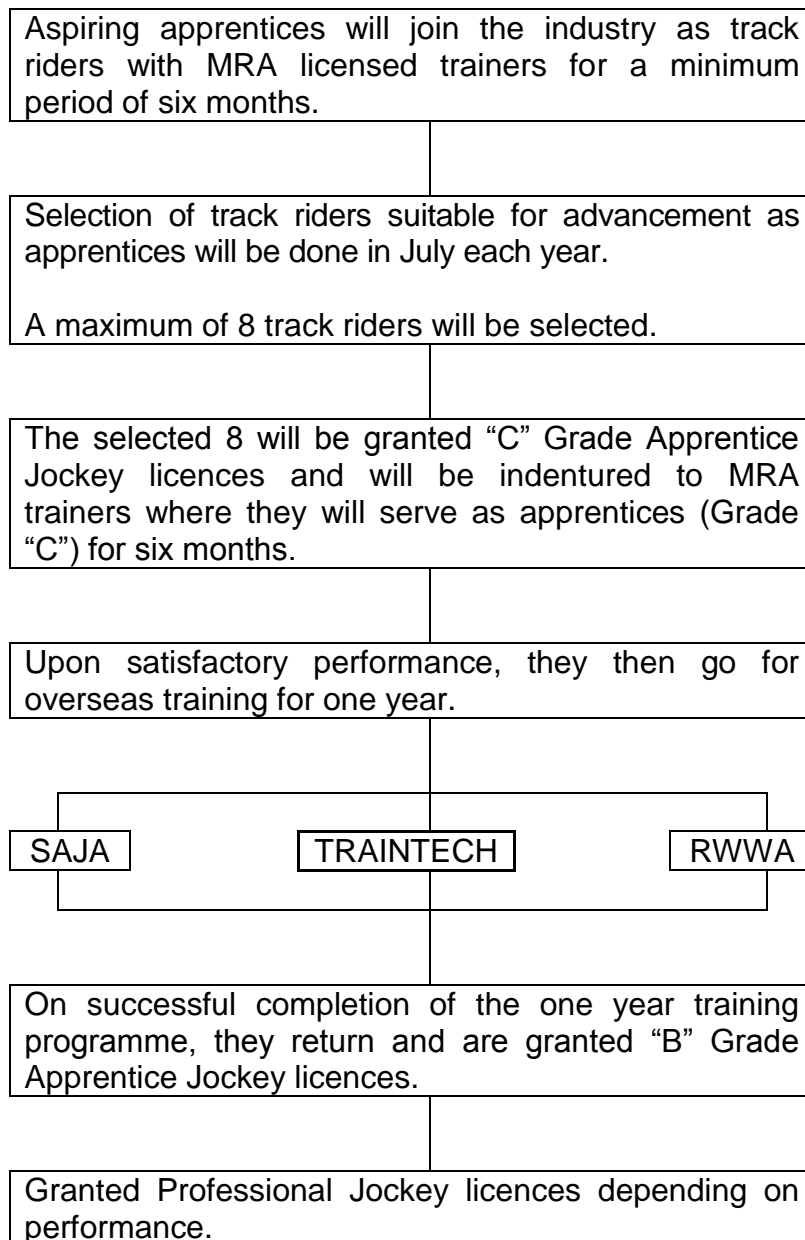 Aspiring apprentices will join the industry as track
riders with MRA licensed trainers for a minimum
period of six months.
Selection of track riders suitable for advancement as
apprentices will be done in July each year.
A maximum of 8 track riders will be selected.
The selected 8 will be granted “C” Grade Apprentice
Jockey licences and will be indentured to MRA
trainers where they will serve as apprentices (Grade
“C”) for six months.
Upon satisfactory performance, they then go for
overseas training for one year.
SAJA TRAINTECH RWWA
On successful completion of the one year training
programme, they return and are granted “B” Grade
Apprentice Jockey licences.
Granted Professional Jockey licences depending on
performance.